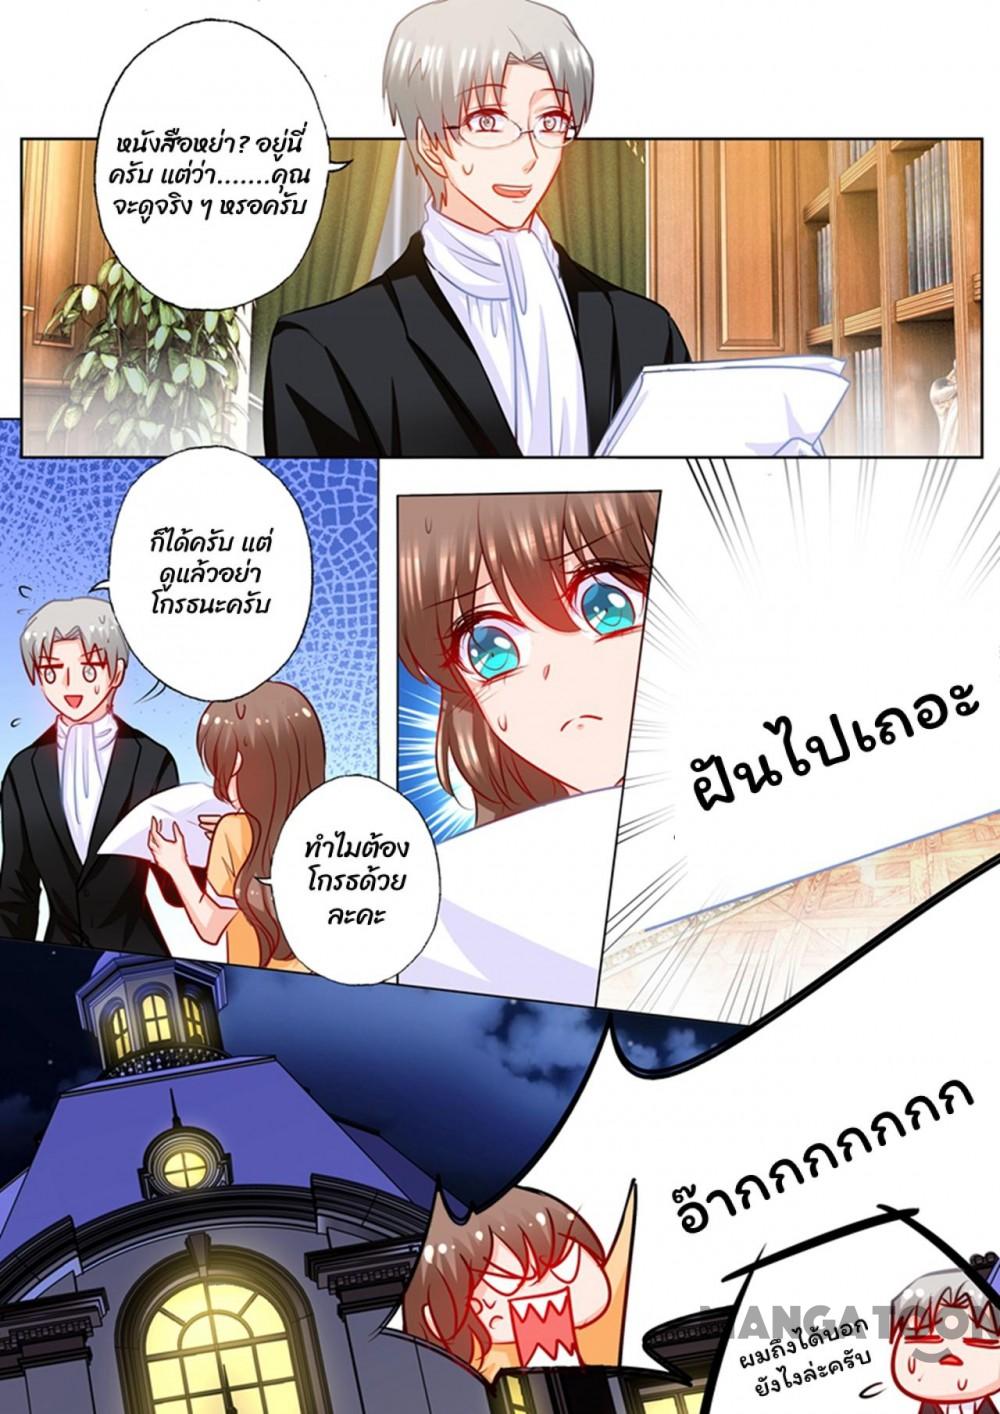 หนังสือหย่า? อยู่นี่
ครับ แต่ว่า.......คุณ
จะดูจริง ๆ หรอครับ
ก็ได้ครับ แต่
ดูแล้วอย่า
โกรธนะครับ
ทำไมต้อง
โกรธด้วย
ละคะ
ฝันไปเถอะ
อ๊ากกกกกกก
MANGATOON
ผมถึงได้บอก
ยังไงล่ะครับ